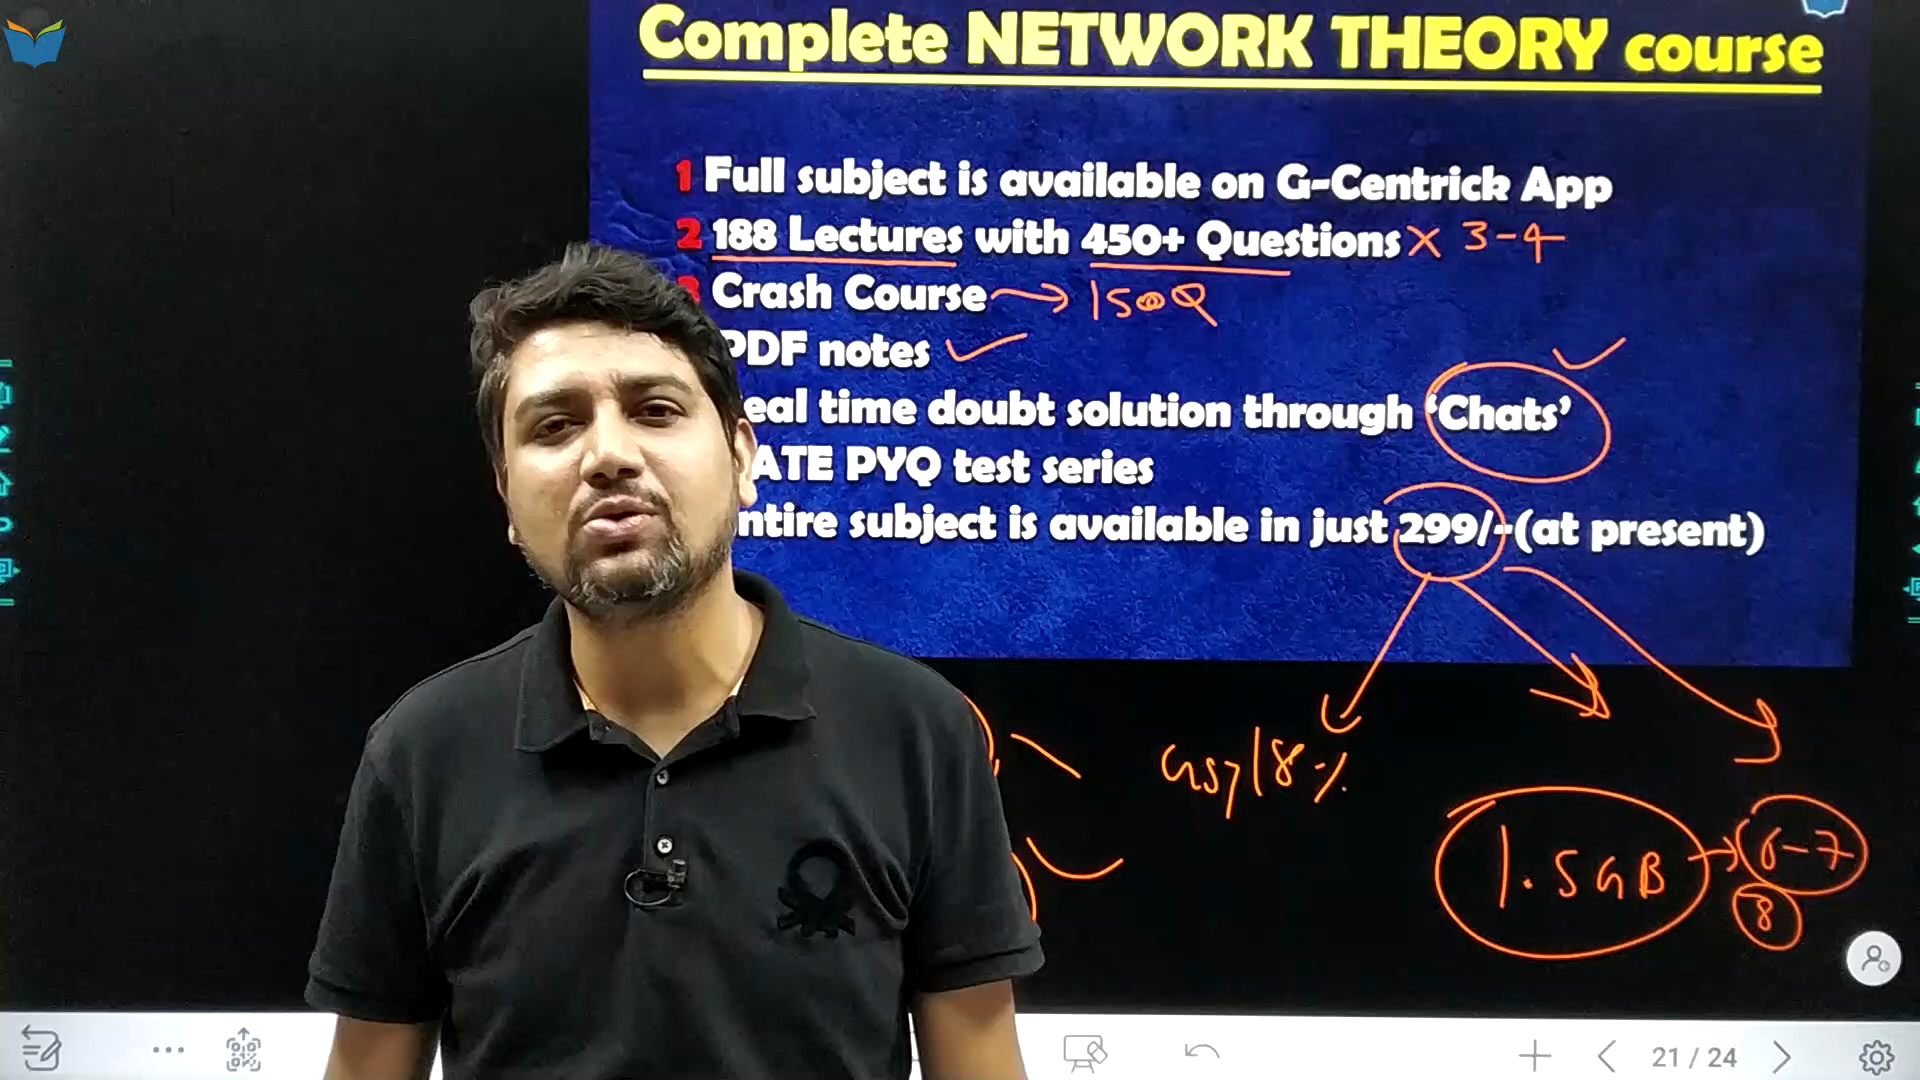 Complete NETWORK THEORY course
1 Full subject is available on G-Centrick App
2 188 Lectures with 450+ Questions × 3-4
3 Crash Course → 150Q
PDF notes
eal time doubt solution through ‘Chats’
ATE PYQ test series
ntire subject is available in just 299/-(at present)
18%
1.5GB → 6-7
8
21 / 24